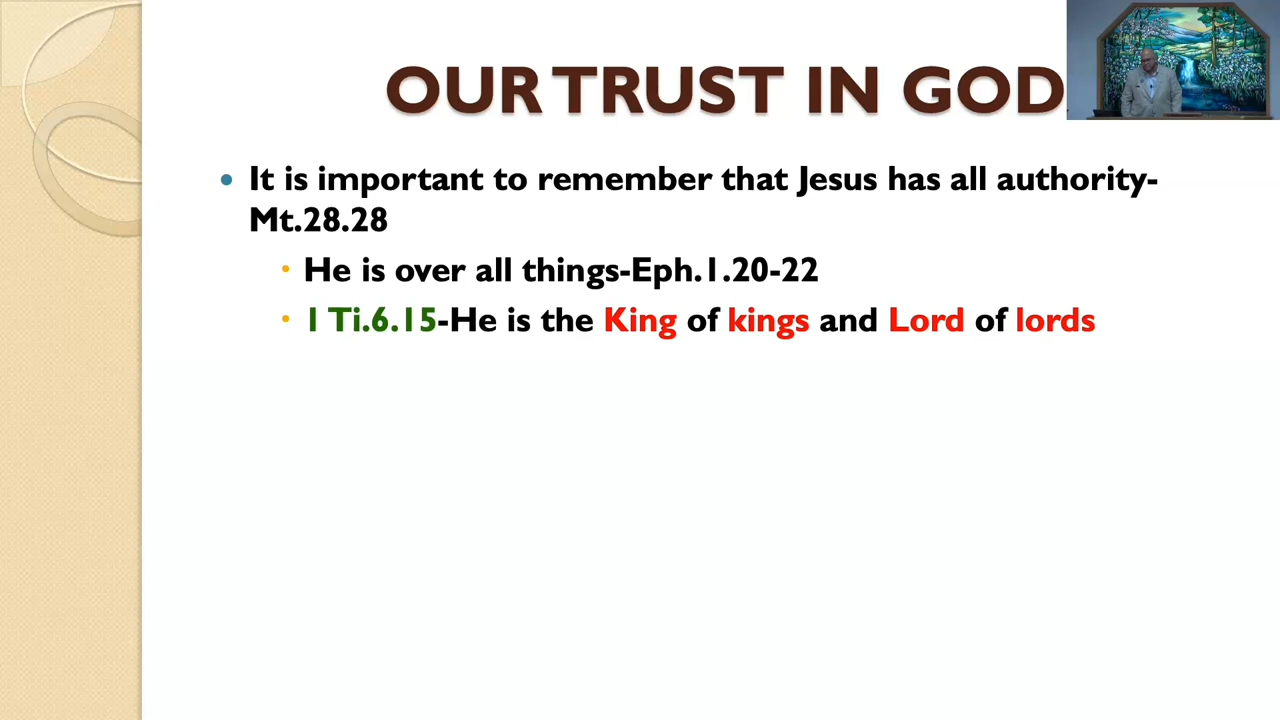 OUR TRUST IN GOD
It is important to remember that Jesus has all authority-
Mt.28.28
He is over all things-Eph.1.20-22
1 Ti.6.15-He is the King of kings and Lord of lords